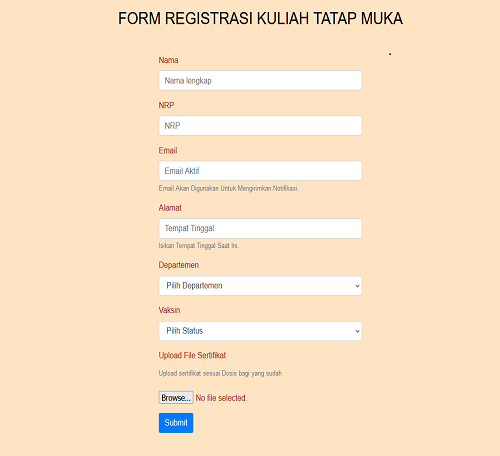 FORM REGISTRASI KULIAH TATAP MUKA
Nama
Nama lengkap
NRP
NRP
Email
Email Aktif
Email Akan Digunakan Untuk Mengirimkan Notifikasi.
Alamat
Tempat Tinggal
Isikan Tempat Tinggal Saat Ini.
Departemen
Pilih Departemen
Vaksin
Pilih Status
Upload File Sertifikat
Upload sertifikat sesuai Dosis bagi yang sudah
Browse... No file selected.
Submit